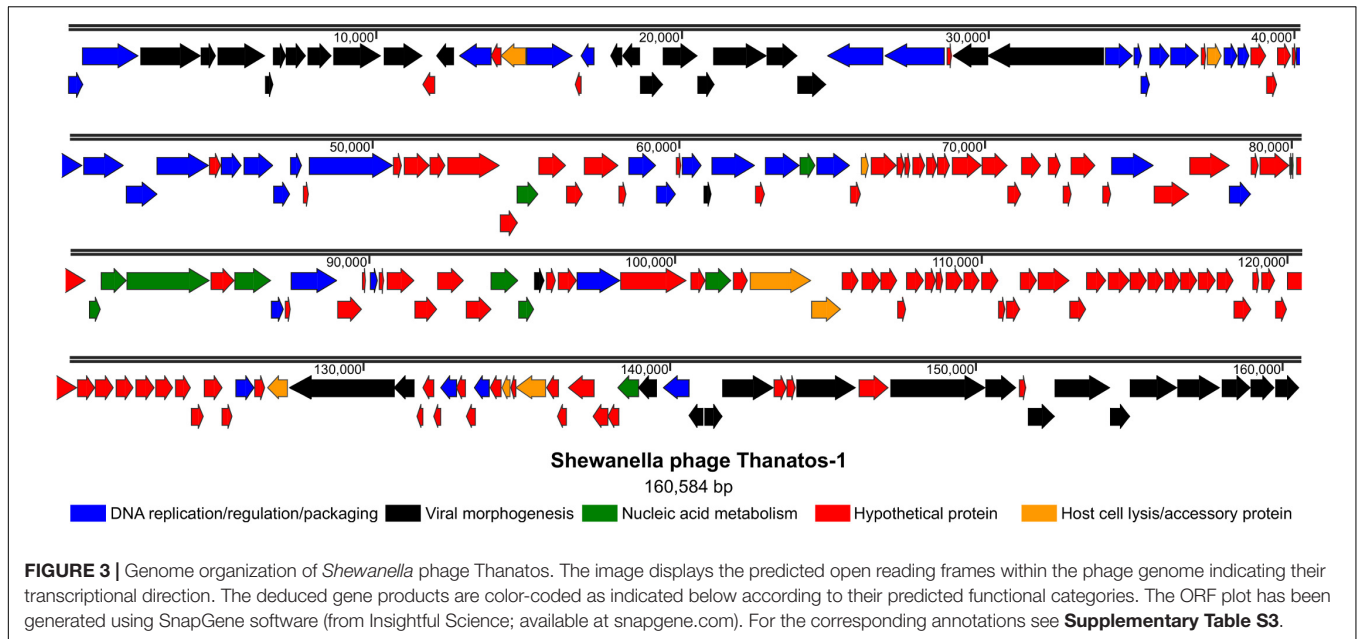 10,000 20,000 30,000 40,000
50,000 60,000 70,000 80,000
90,000 100,000 110,000 120,000
130,000 140,000 150,000 160,000
Shewanella phage Thanatos-1
160,584 bp
DNA replication/regulation/packaging Viral morphogenesis Nucleic acid metabolism Hypothetical protein Host cell lysis/accessory protein
FIGURE 3 | Genome organization of Shewanella phage Thanatos. The image displays the predicted open reading frames within the phage genome indicating their
transcriptional direction. The deduced gene products are color-coded as indicated below according to their predicted functional categories. The ORF plot has been
generated using SnapGene software (from Insightful Science; available at snapgene.com). For the corresponding annotations see Supplementary Table S3.